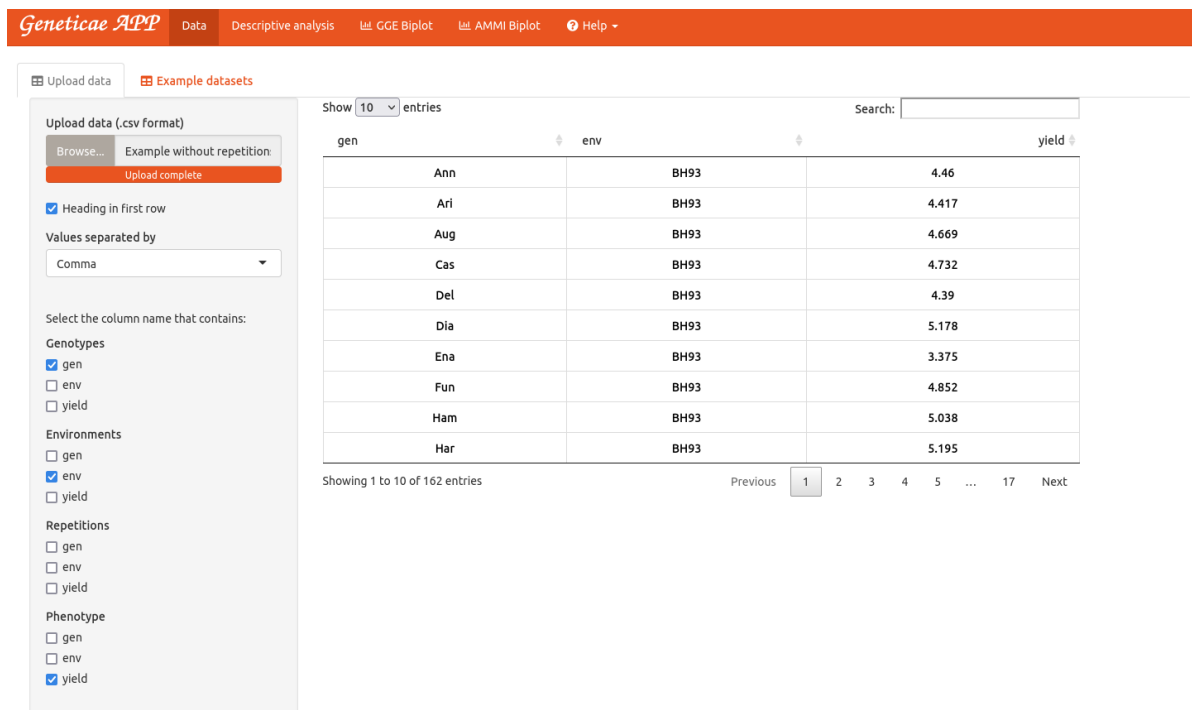 Geneticae APP Data Descriptive analysis GGE Biplot AMMI Biplot Help
Upload data Example datasets
Upload data (.csv format)
Browse... Example without repetition
Upload complete
Heading in first row
Values separated by
Comma
Select the column name that contains:
Genotypes
gen
env
yield
Environments
gen
env
yield
Repetitions
gen
env
yield
Phenotype
gen
env
yield
Show 10 entries Search:
gen env yield
Ann BH93 4.46
Ari BH93 4.417
Aug BH93 4.669
Cas BH93 4.732
Del BH93 4.39
Dia BH93 5.178
Ena BH93 3.375
Fun BH93 4.852
Ham BH93 5.038
Har BH93 5.195
Showing 1 to 10 of 162 entries Previous 1 2 3 4 5 … 17 Next